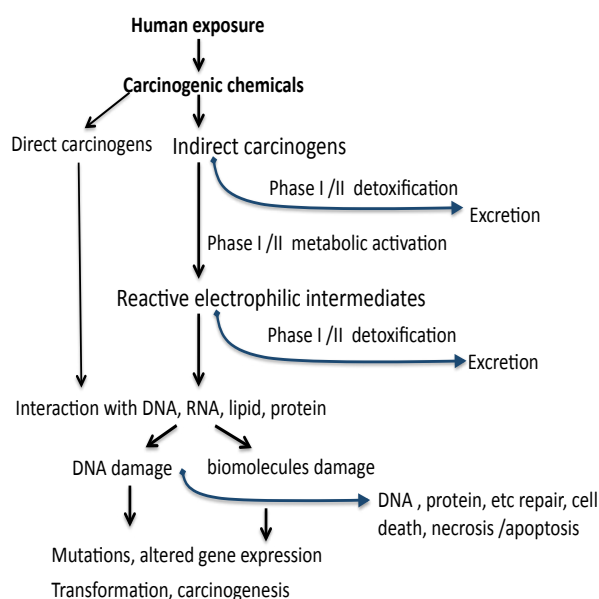 Human exposure
Carcinogenic chemicals
Direct carcinogens
Indirect carcinogens
Phase I /II detoxification
Excretion
Phase I /II metabolic activation
Reactive electrophilic intermediates
Phase I /II detoxification
Excretion
Interaction with DNA, RNA, lipid, protein
DNA damage
biomolecules damage
DNA , protein, etc repair, cell
death, necrosis /apoptosis
Mutations, altered gene expression
Transformation, carcinogenesis